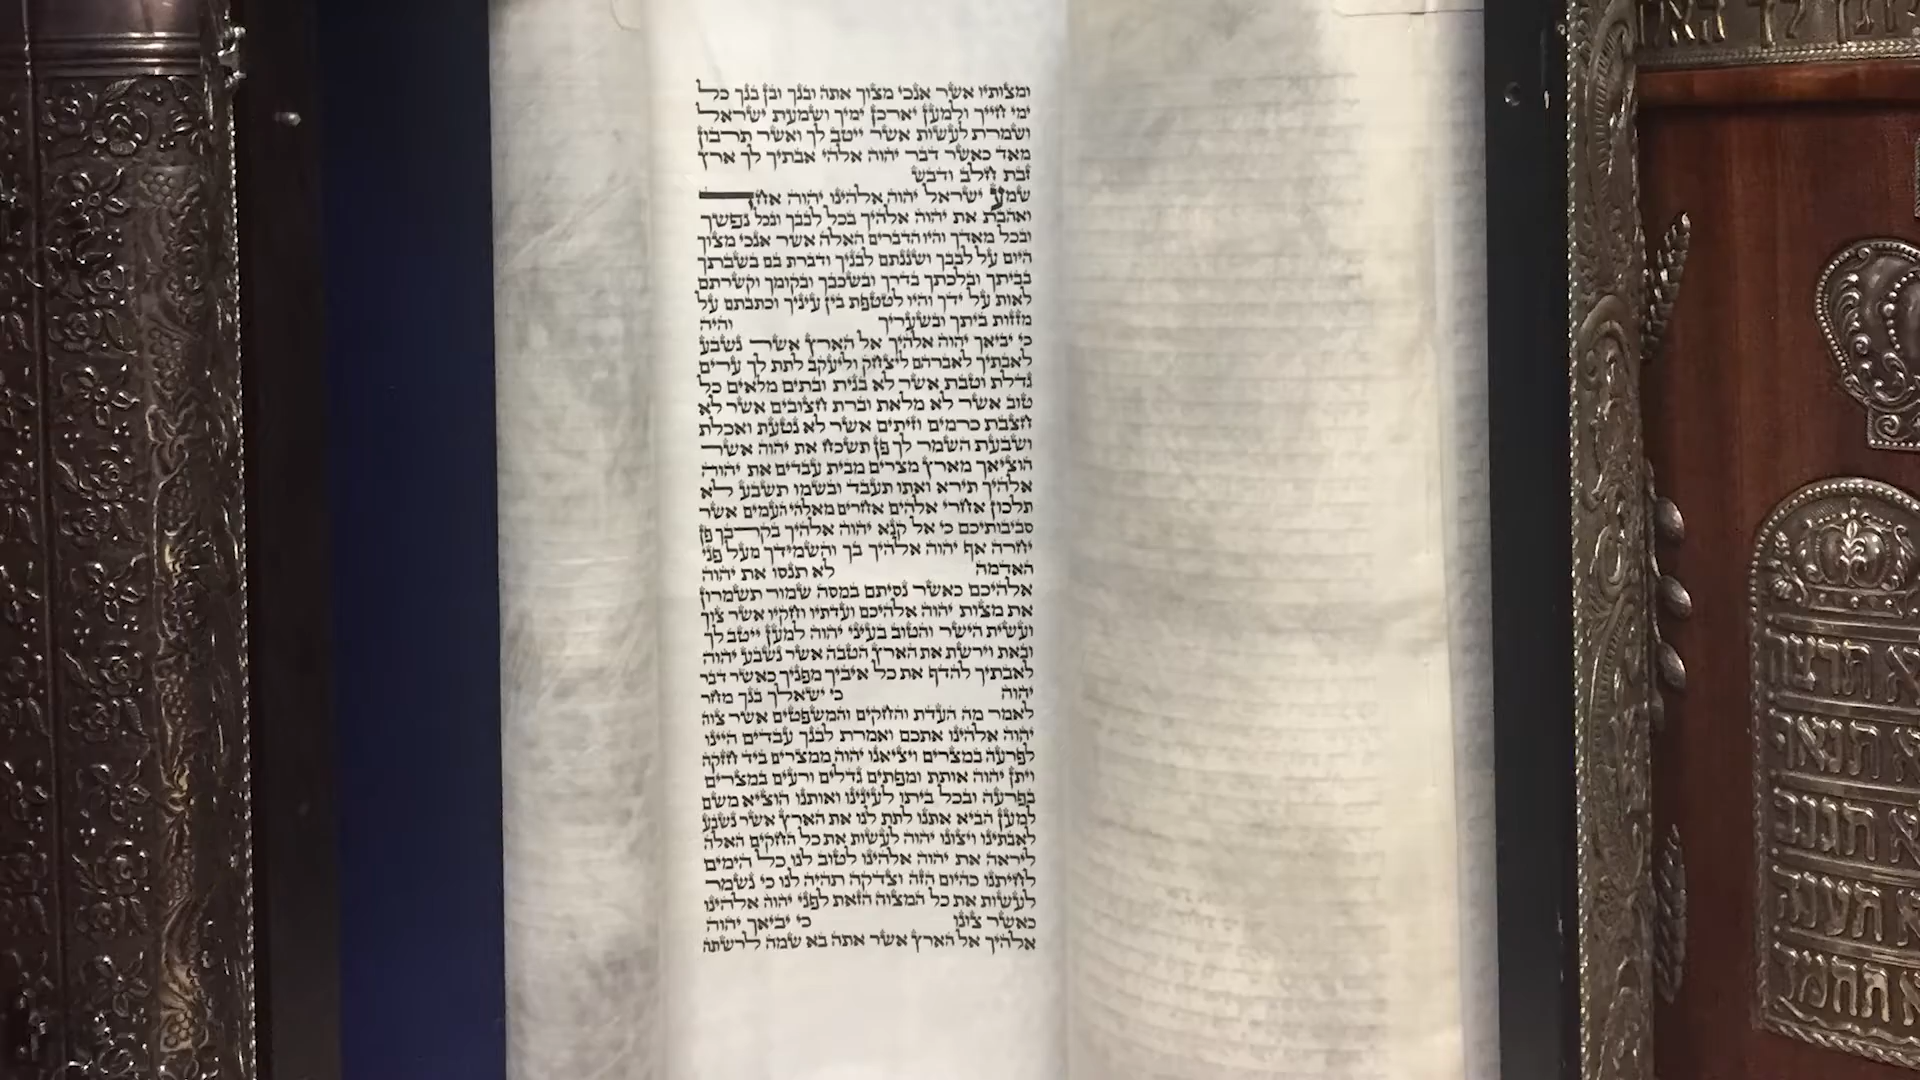 ומצותיו אשר אנכי מצוך אתה ובנך ובן בנך כל
ימי חייך ולמען יארכן ימיך ושמעת ישראל
ושמרת לעשות אשר ייטב לך ואשר תרבון
מאד כאשר דבר יהוה אלהי אבתיך לך ארץ
זבת חלב ודבש
שמע ישראל יהוה אלהינו יהוה אחד
ואהבת את יהוה אלהיך בכל לבבך ובכל נפשך
ובכל מאדך והיו הדברים האלה אשר אנכי מצוך
היום על לבבך ושננתם לבניך ודברת בם בשבתך
בביתך ובלכתך בדרך ובשכבך ובקומך וקשרתם
לאות על ידך והיו לטטפת בין עיניך וכתבתם על
מזזות ביתך ובשעריך והיה
כי יביאך יהוה אלהיך אל הארץ אשר נשבע
לאבתיך לאברהם ליצחק וליעקב לתת לך ערים
גדלת וטבת אשר לא בנית ובתים מלאים כל
טוב אשר לא מלאת וברת חצובים אשר לא
חצבת כרמים וזיתים אשר לא נטעת ואכלת
ושבעת השמר לך פן תשכח את יהוה אשר
הוציאך מארץ מצרים מבית עבדים את יהוה
אלהיך תירא ואתו תעבד ובשמו תשבע לא
תלכון אחרי אלהים אחרים מאלהי העמים אשר
סביבותיכם כי אל קנא יהוה אלהיך בקרבך פן
יחרה אף יהוה אלהיך בך והשמידך מעל פני
האדמה לא תנסו את יהוה
אלהיכם כאשר נסיתם במסה שמור תשמרון
את מצות יהוה אלהיכם ועדתיו וחקיו אשר צוך
ועשית הישר והטוב בעיני יהוה למען ייטב לך
ובאת וירשת את הארץ הטבה אשר נשבע יהוה
לאבתיך להדף את כל איביך מפניך כאשר דבר
יהוה כי ישאלך בנך מחר
לאמר מה העדת והחקים והמשפטים אשר צוה
יהוה אלהינו אתכם ואמרת לבנך עבדים היינו
לפרעה במצרים ויציאנו יהוה ממצרים ביד חזקה
ויתן יהוה אותת ומפתים גדלים ורעים במצרים
בפרעה ובכל ביתו לעינינו ואותנו הוציא משם
למען הביא אתנו לתת לנו את הארץ אשר נשבע
לאבתינו ויצונו יהוה לעשות את כל החקים האלה
ליראה את יהוה אלהינו לטוב לנו כל הימים
לחיתנו כהיום הזה וצדקה תהיה לנו כי נשמר
לעשות את כל המצוה הזאת לפני יהוה אלהינו
כאשר צונו כי יביאך יהוה
אלהיך אל הארץ אשר אתה בא שמה לרשתה
לך
א תרצח
א תנאף
א תגנב
א תענה
א תחמד